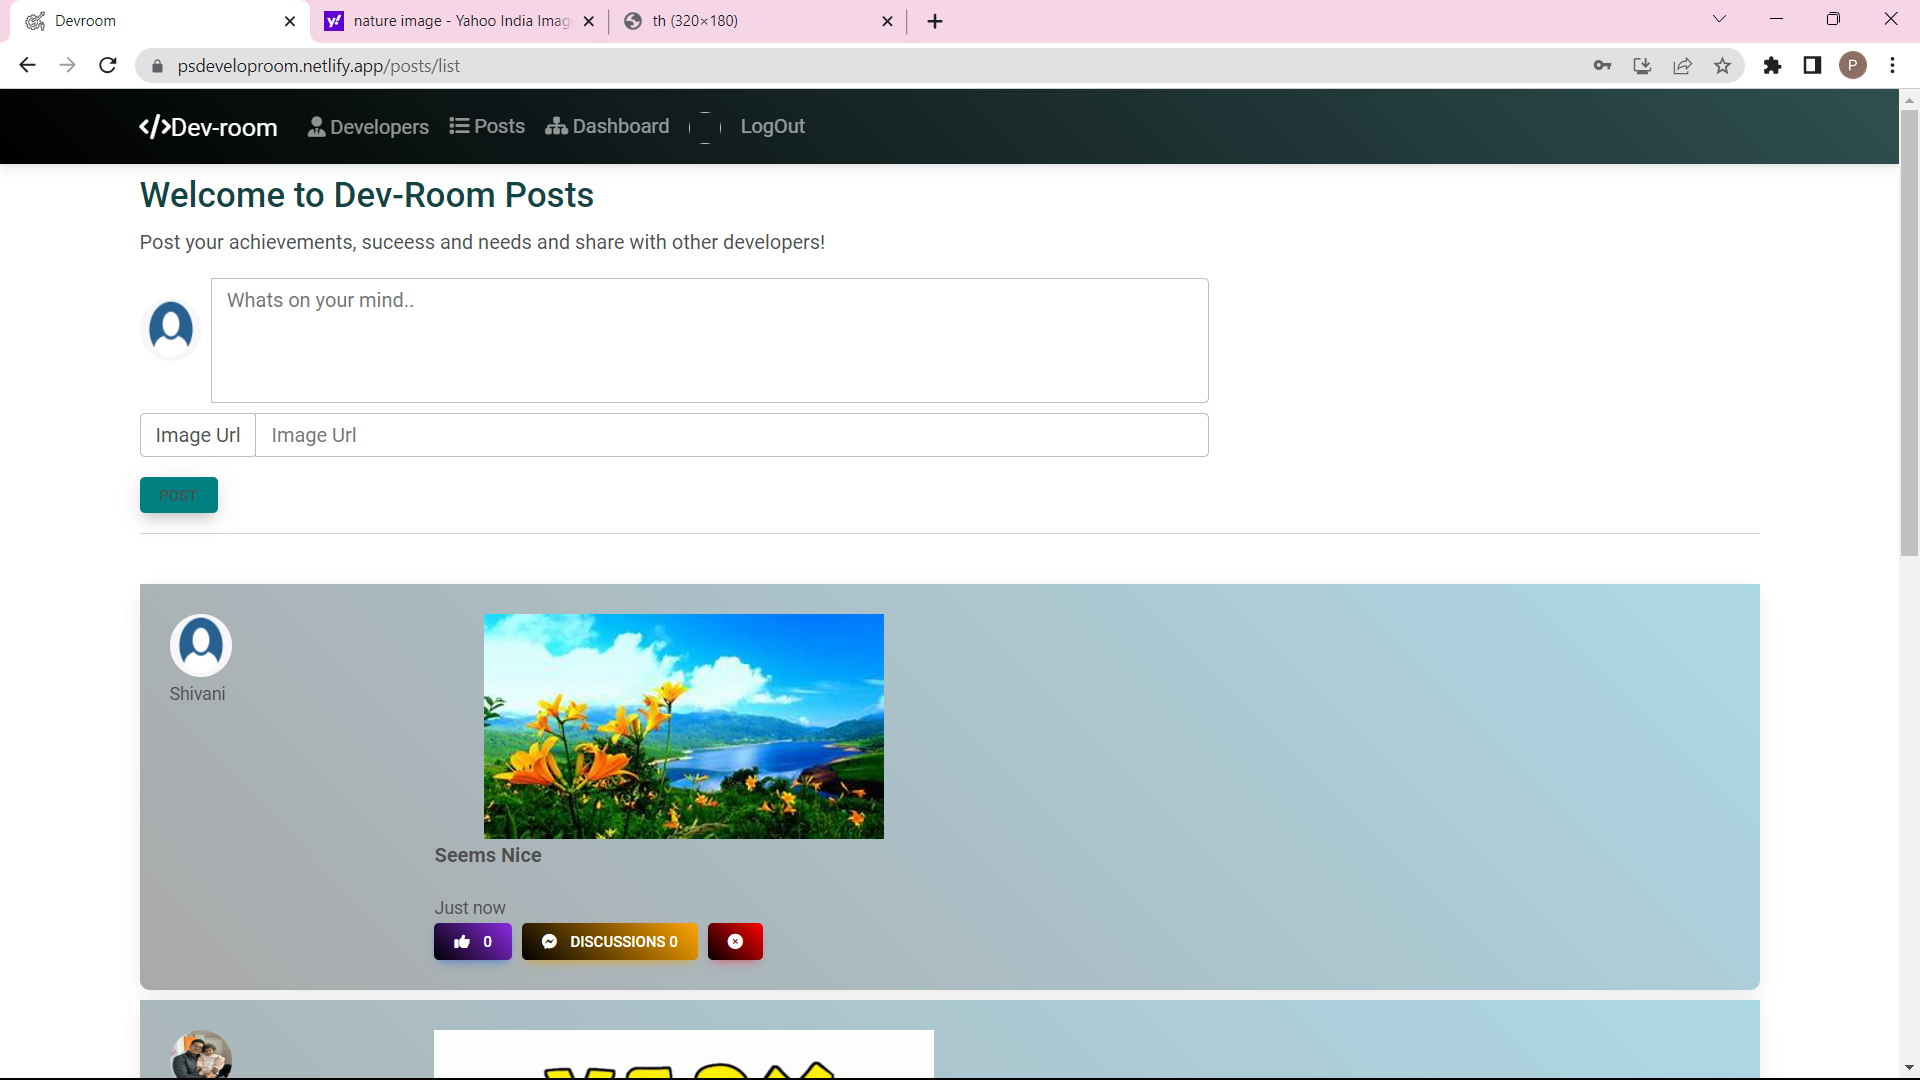 Devroom
nature image - Yahoo India Imag
th (320×180)
psdeveloproom.netlify.app/posts/list
P
</>Dev-room
Developers
Posts
Dashboard
LogOut
Welcome to Dev-Room Posts
Post your achievements, suceess and needs and share with other developers!
Whats on your mind..
Image Url
Image Url
POST
Shivani
Seems Nice
Just now
0
DISCUSSIONS 0